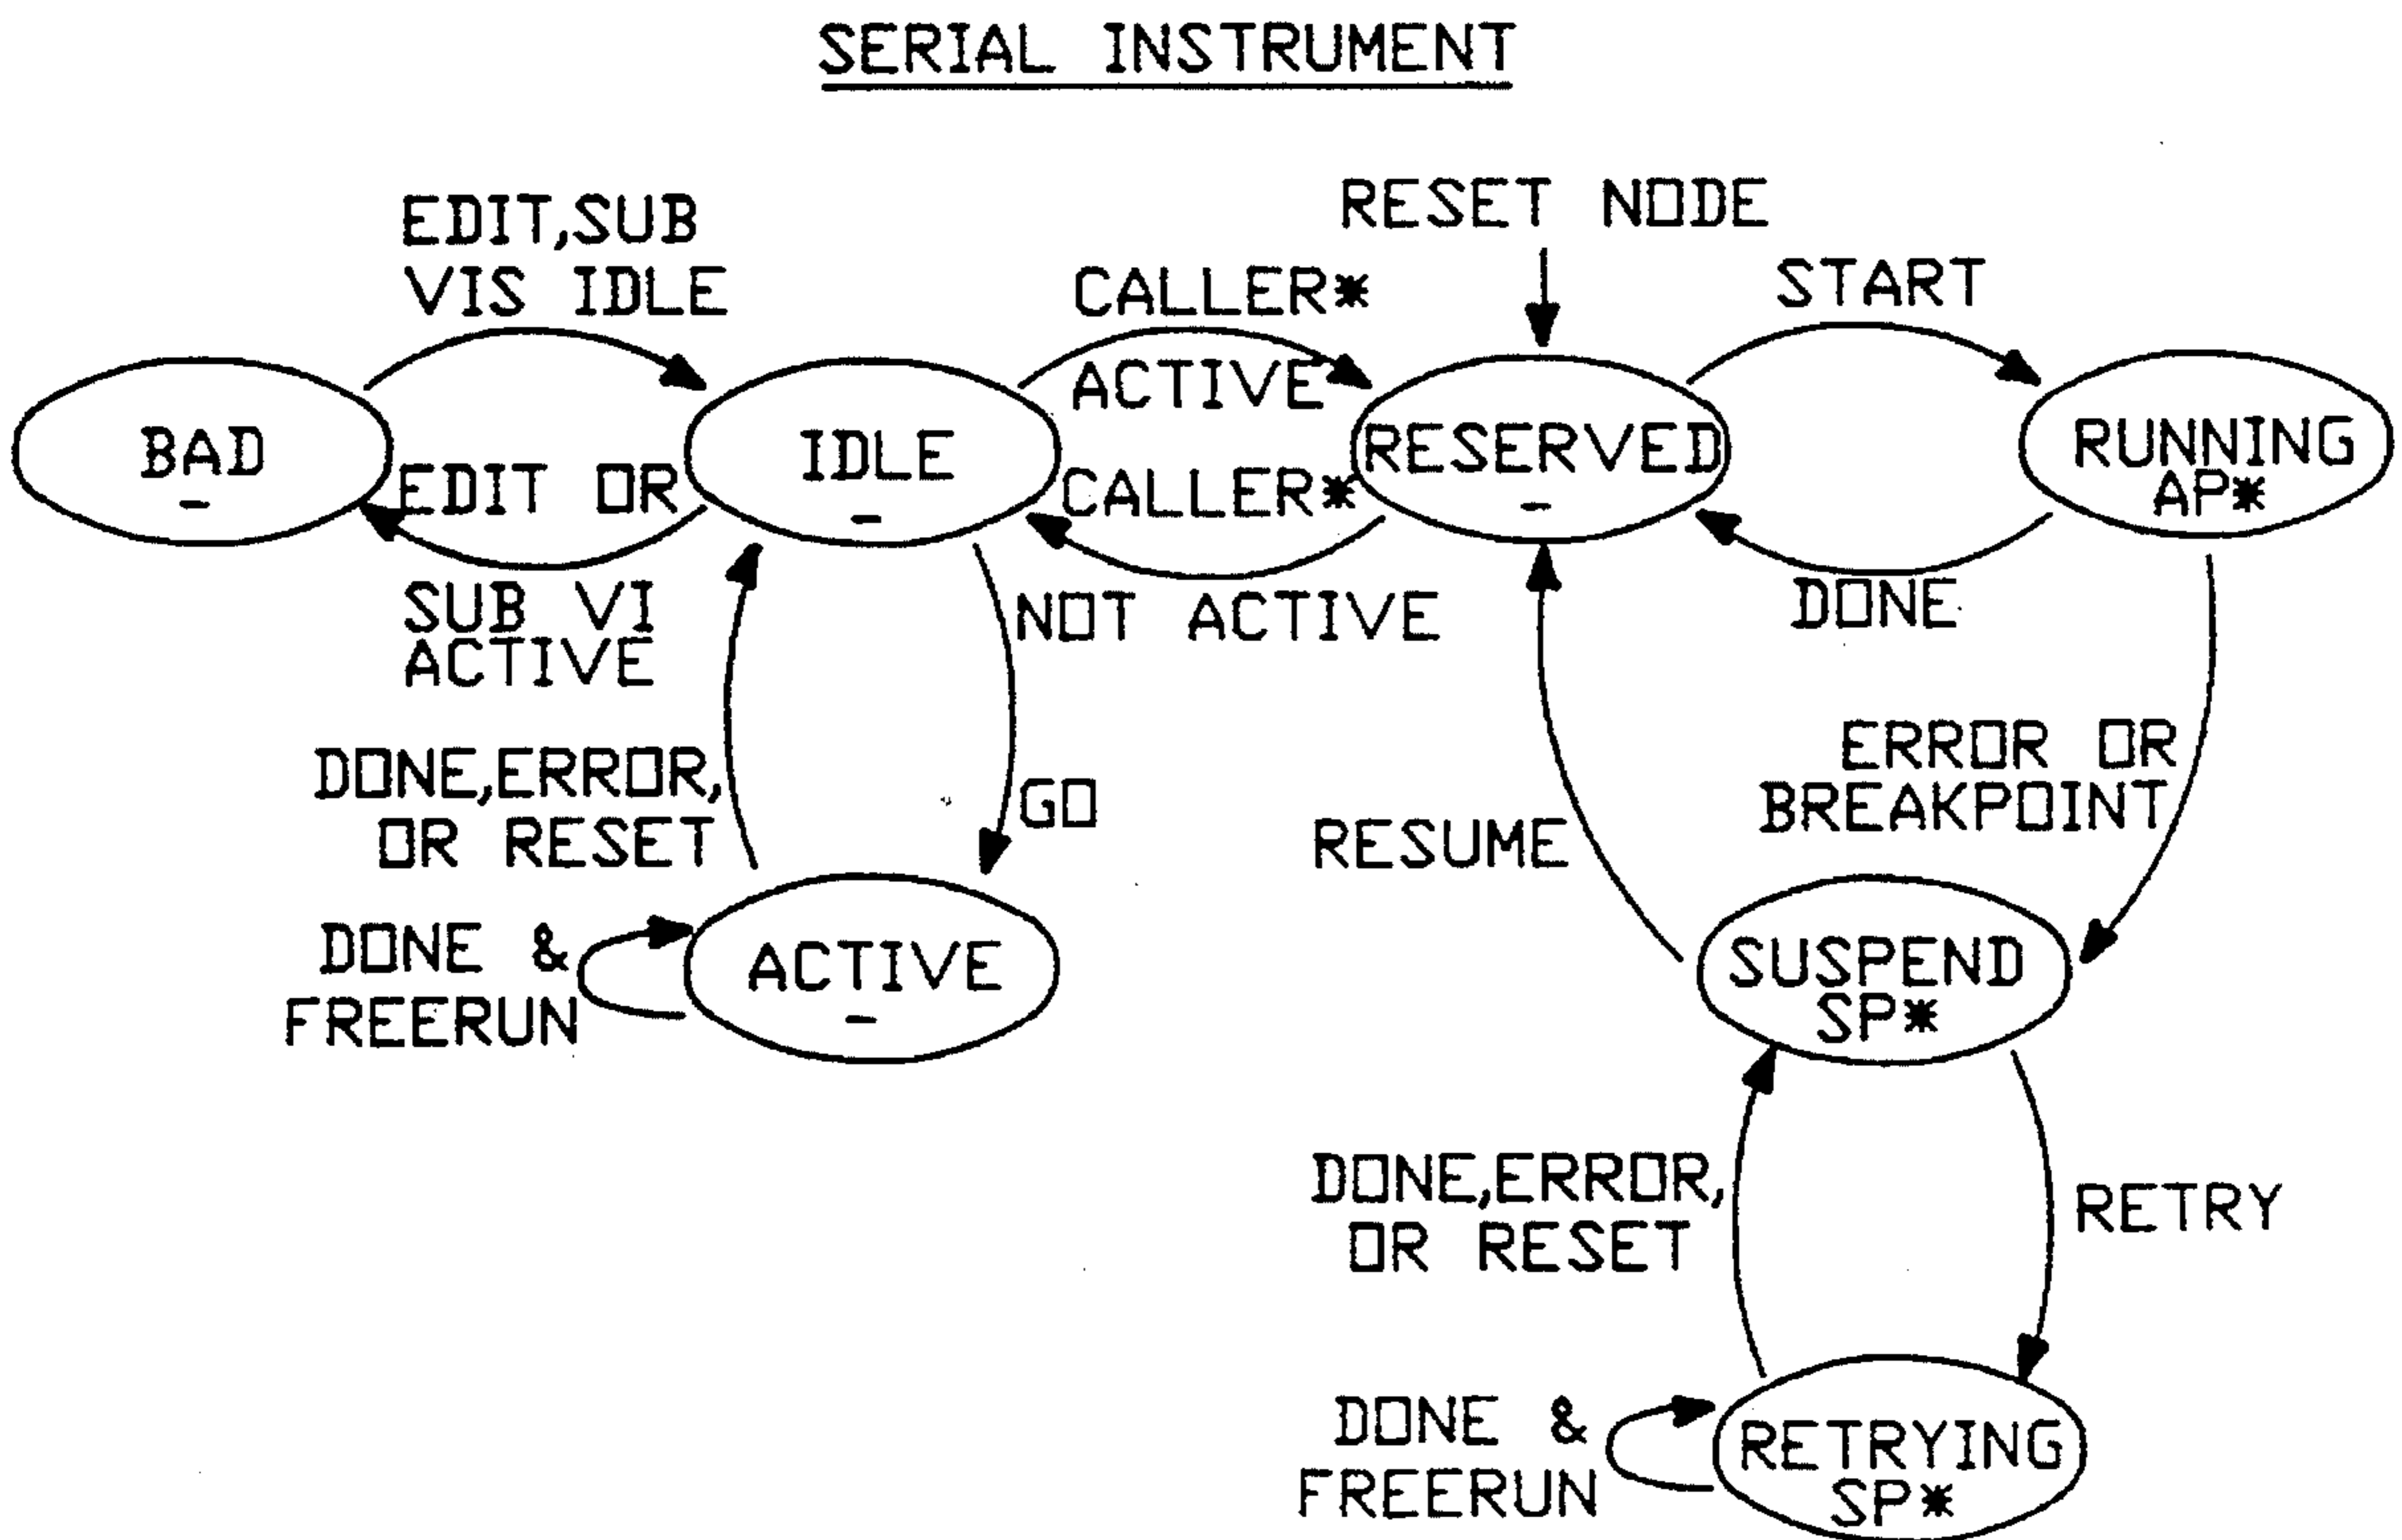 SERIAL INSTRUMENT
EDIT,SUB
VIS IDLE
CALLER*
ACTIVE
RESET NODE
START
BAD
-
EDIT OR
SUB VI
ACTIVE
IDLE
-
CALLER*
NOT ACTIVE
RESERVED
-
RUNNING
AP*
DONE
DONE,ERROR,
OR RESET
GO
ERROR OR
BREAKPOINT
RESUME
DONE &
FREERUN
ACTIVE
-
SUSPEND
SP*
DONE,ERROR,
OR RESET
RETRY
DONE &
FREERUN
RETRYING
SP*